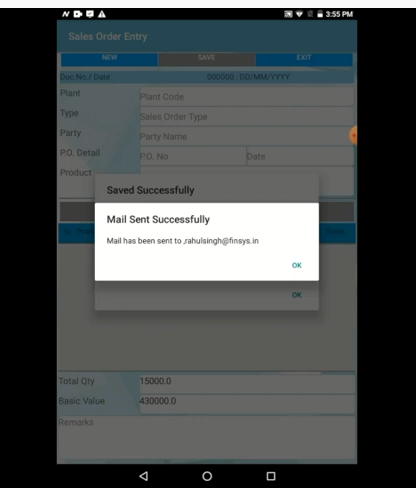 3:55 PM
Sales Order Entry
NEW SAVE EXIT
Doc.No./ Date 000000 : DD/MM/YYYY
Plant Plant Code
Type Sales Order Type
Party Party Name
P.O. Detail P.O. No Date
Product
Saved Successfully
Mail Sent Successfully
Mail has been sent to ,rahulsingh@finsys.in
OK
OK
Total Qty 15000.0
Basic Value 430000.0
Remarks